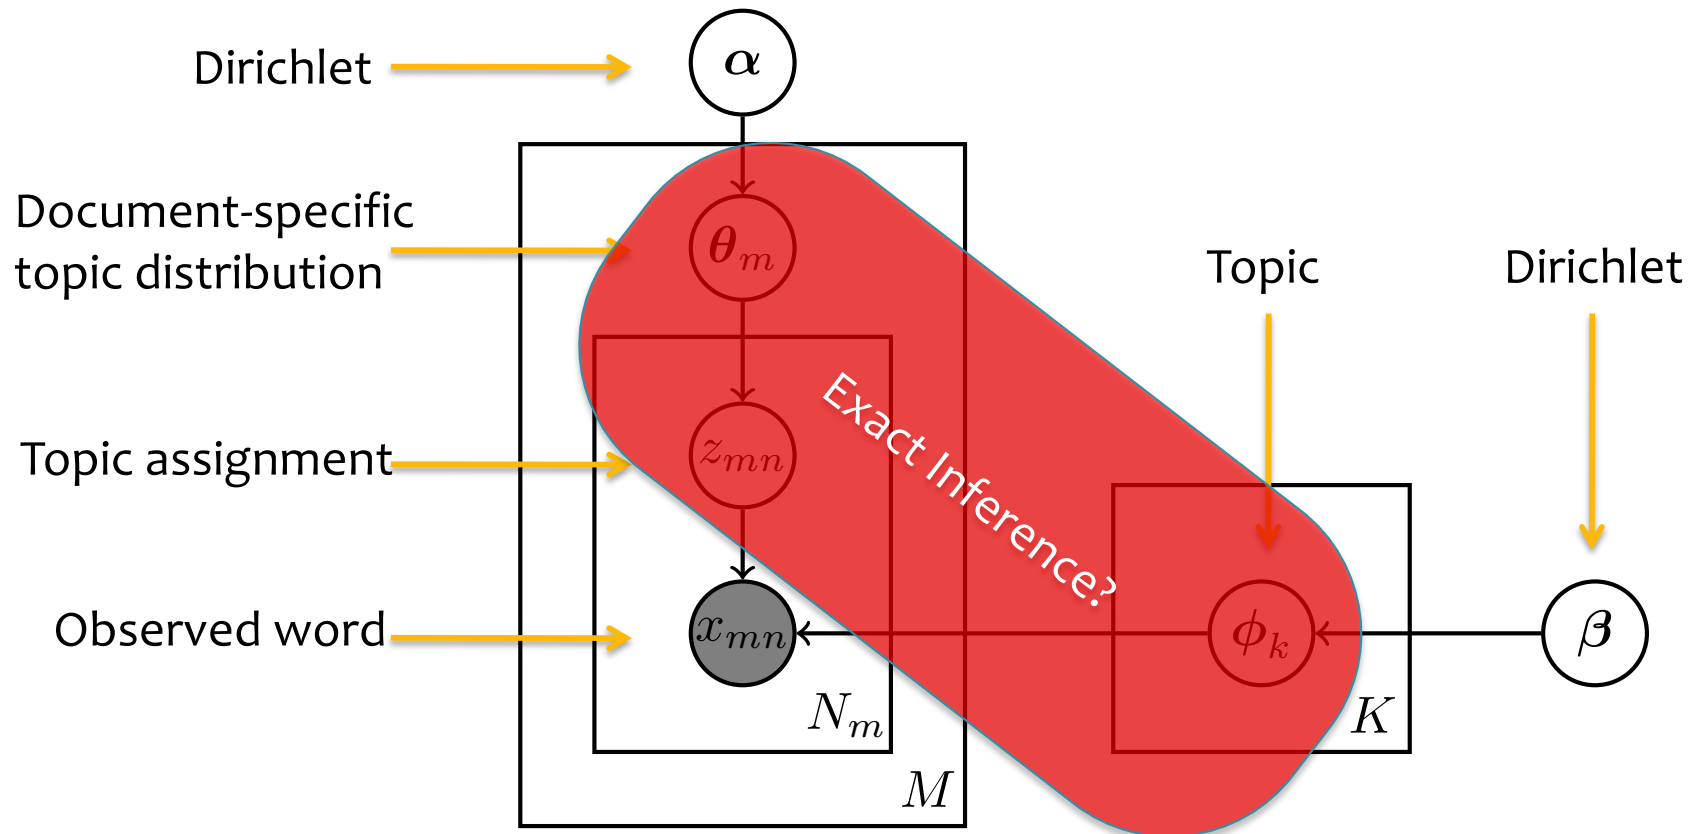 Dirichlet
α
Document-specific
topic distribution
θm
Topic
Dirichlet
Exact Inference?
Topic assignment
zmn
Observed word
xmn
ϕk
β
Nm
K
M